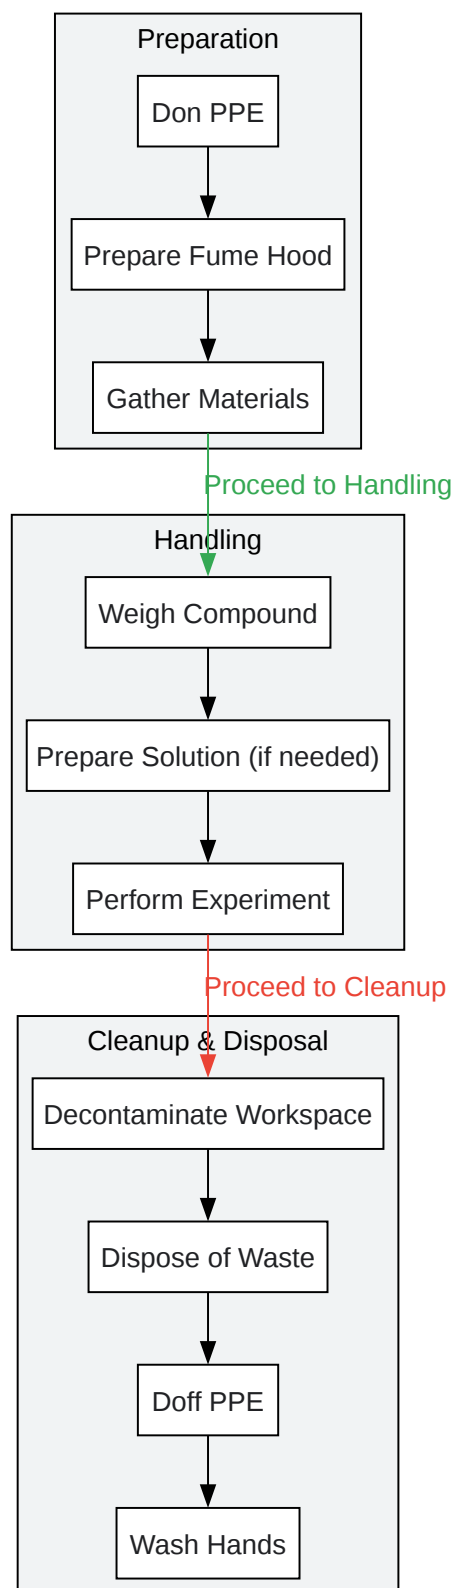 Preparation
Don PPE
Prepare Fume Hood
Gather Materials
Proceed to Handling
Handling
Weigh Compound
Prepare Solution (if needed)
Perform Experiment
Proceed to Cleanup
Cleanup & Disposal
Decontaminate Workspace
Dispose of Waste
Doff PPE
Wash Hands